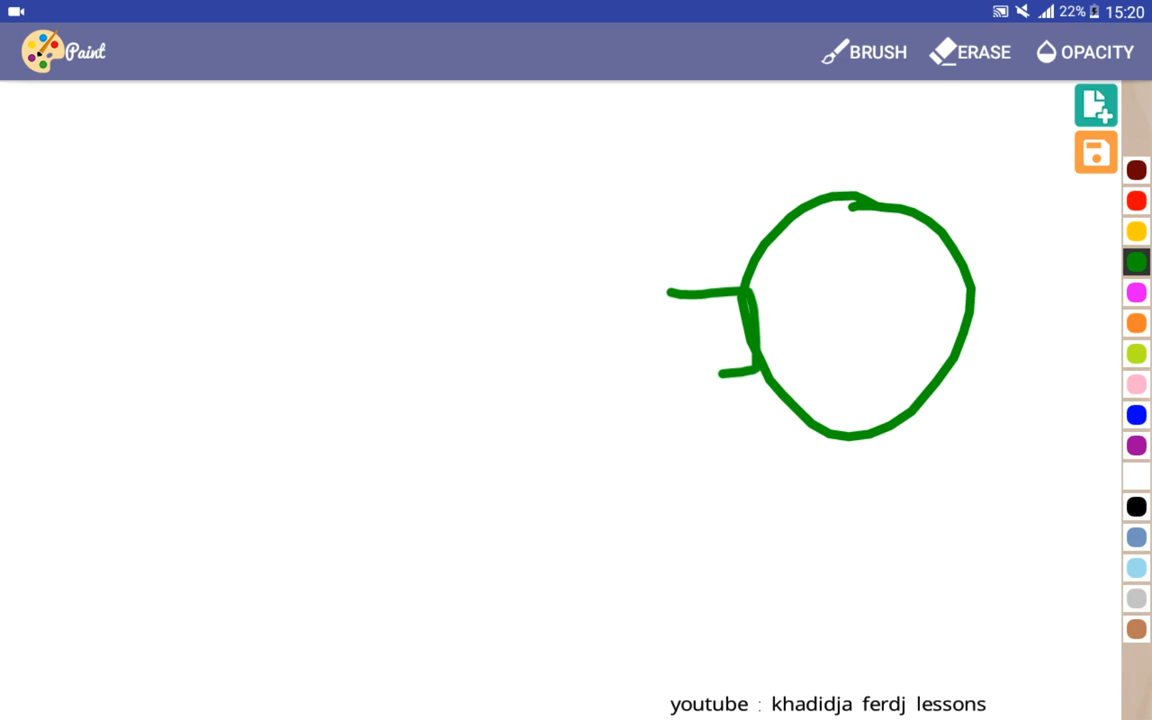 22% 15:20
Paint BRUSH ERASE OPACITY
youtube : khadidja ferdj lessons